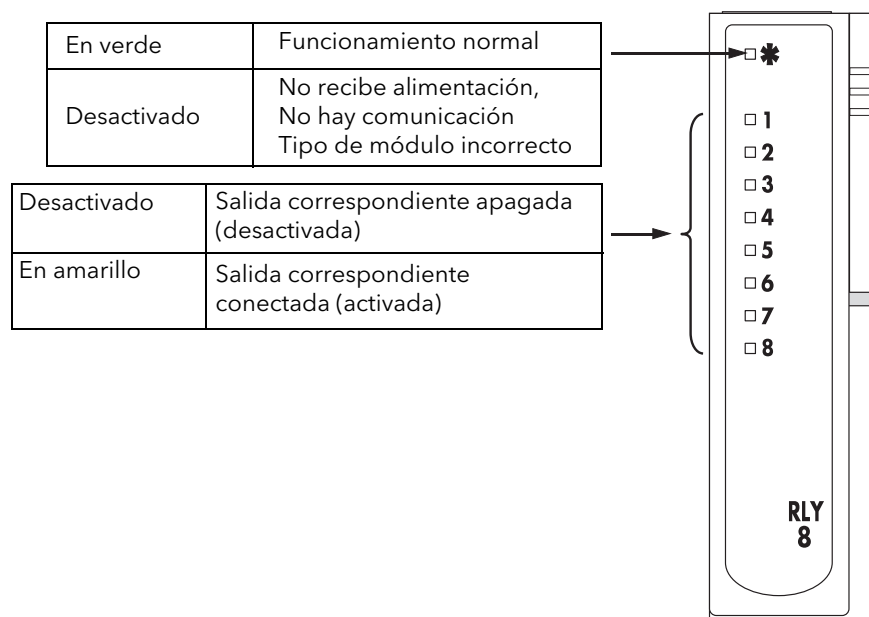 En verde
Funcionamiento normal
Desactivado
No recibe alimentación,
No hay comunicación
Tipo de módulo incorrecto
Desactivado
Salida correspondiente apagada
(desactivada)
En amarillo
Salida correspondiente
conectada (activada)
✱
1
2
3
4
5
6
7
8
RLY
8